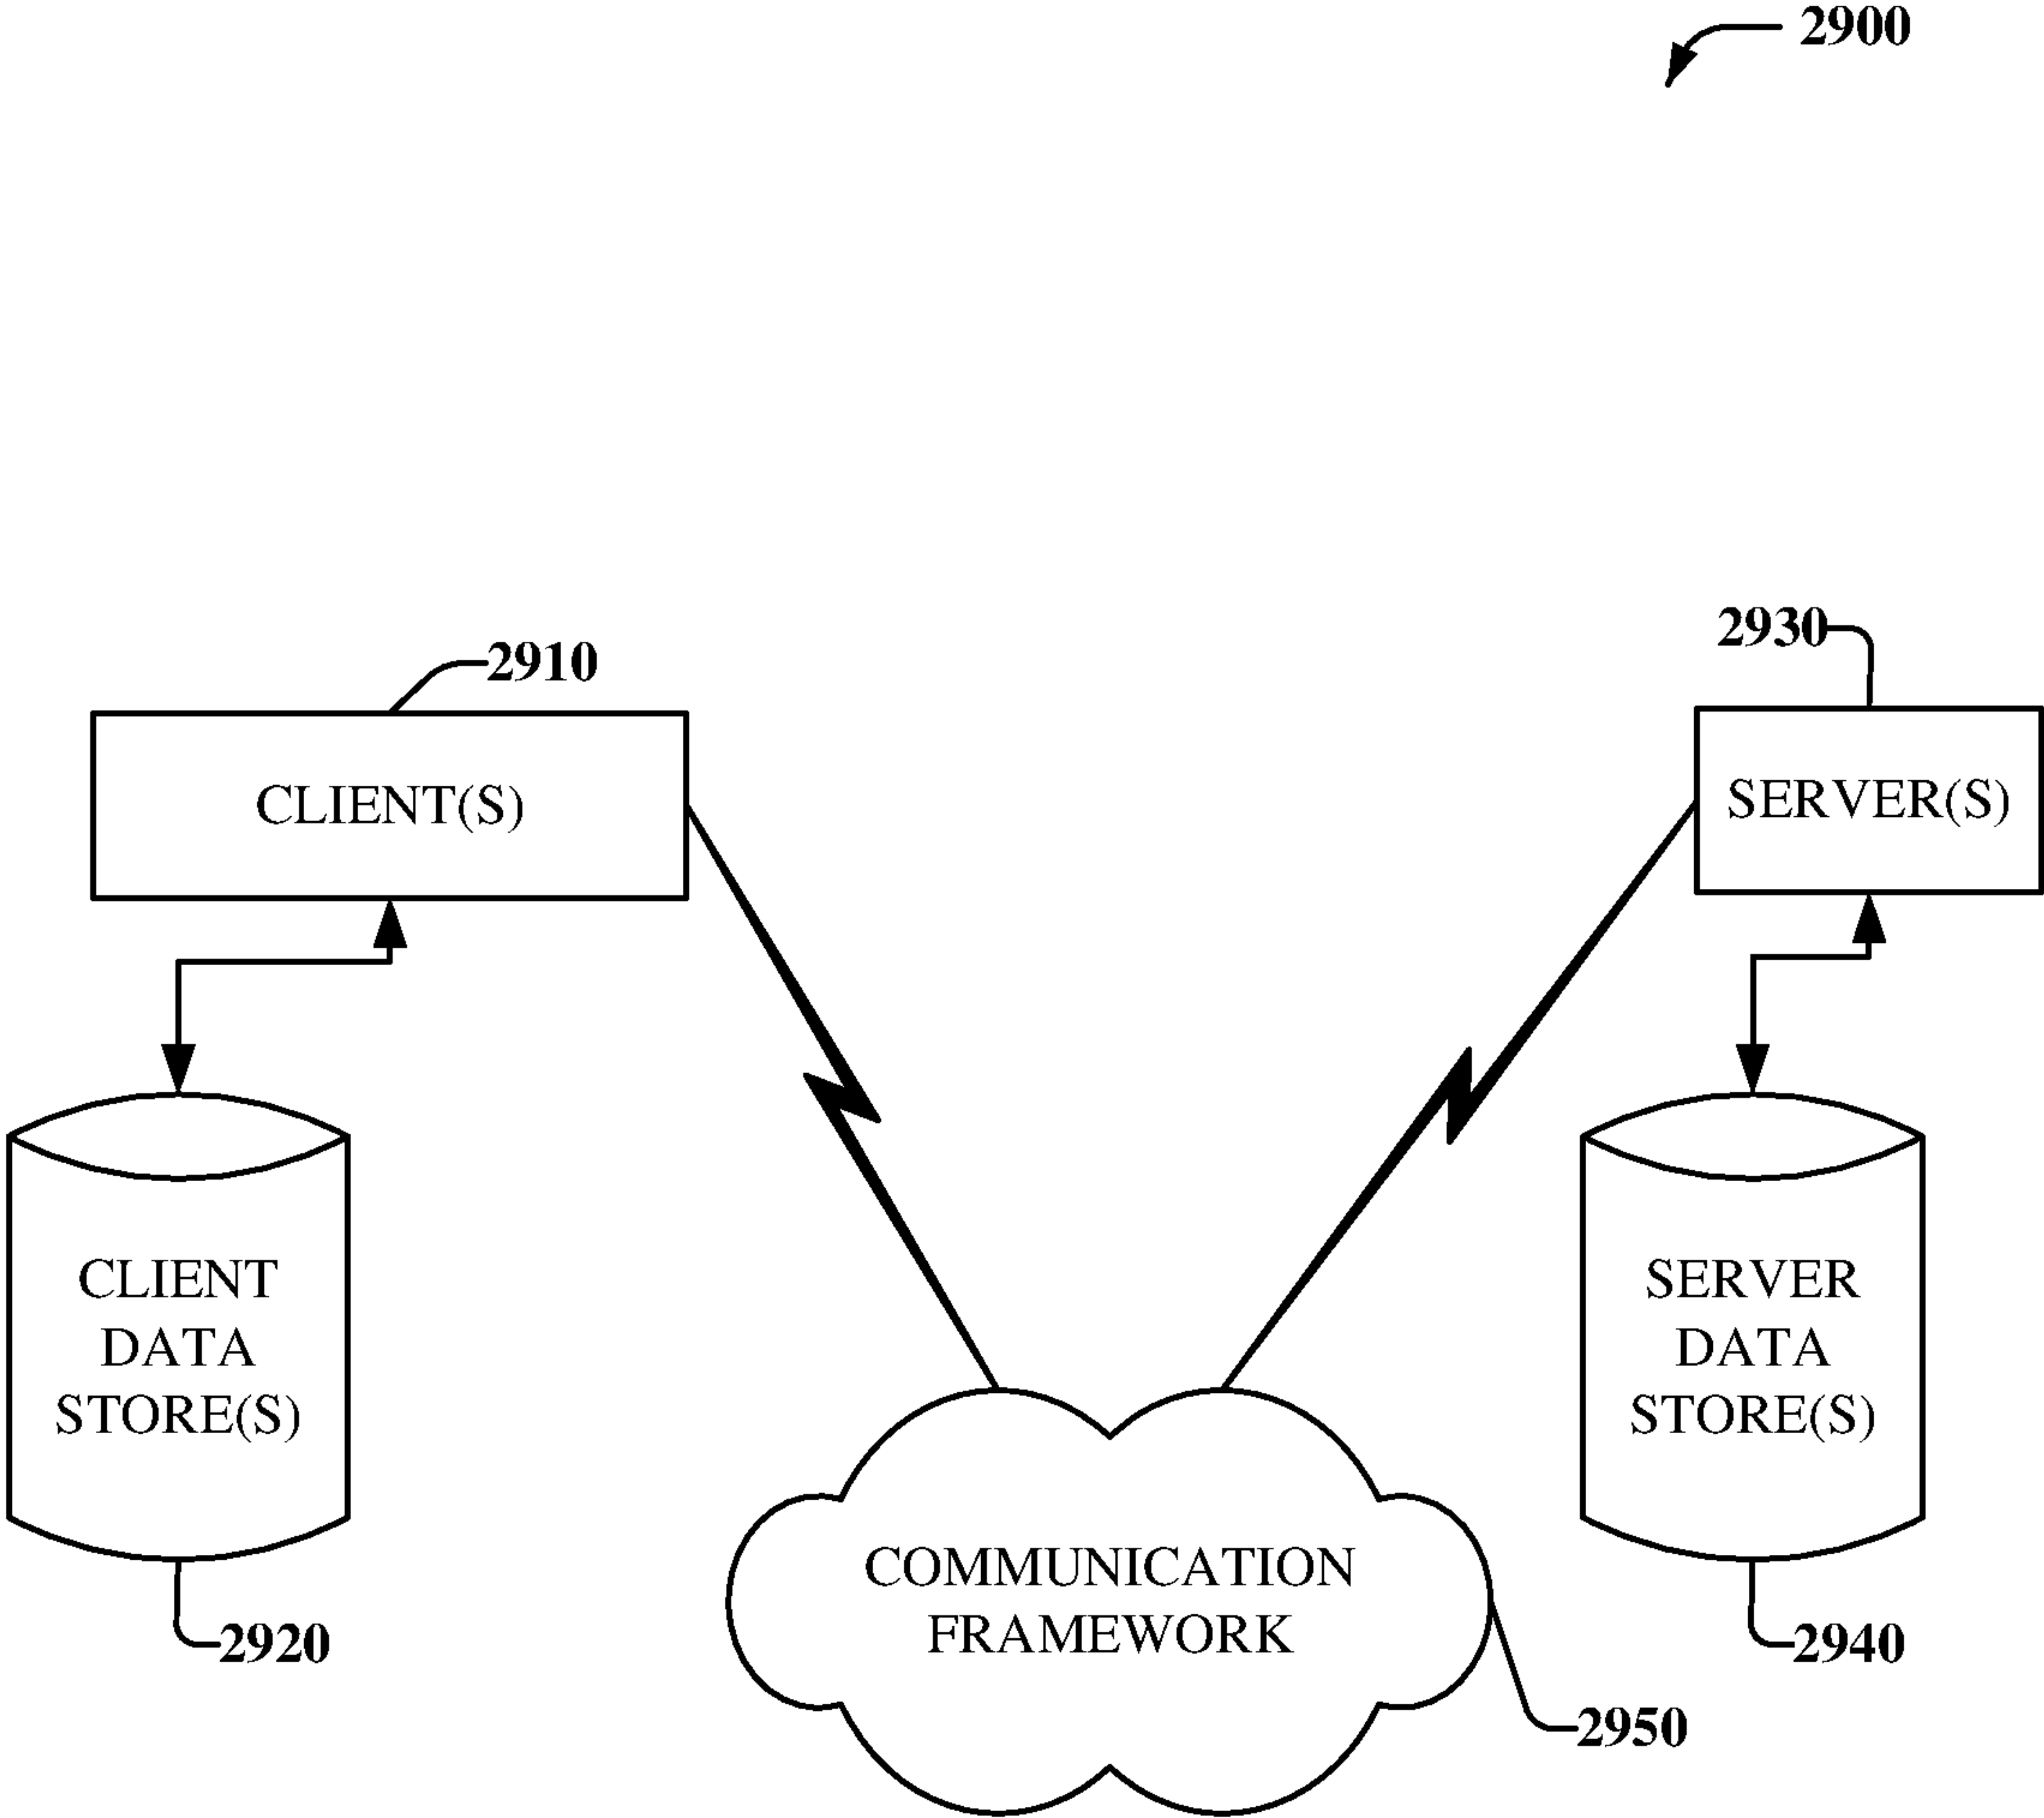 2900
2910
2930
CLIENT(S)
SERVER(S)
CLIENT
DATA
STORE(S)
SERVER
DATA
STORE(S)
COMMUNICATION
FRAMEWORK
2920
2940
2950